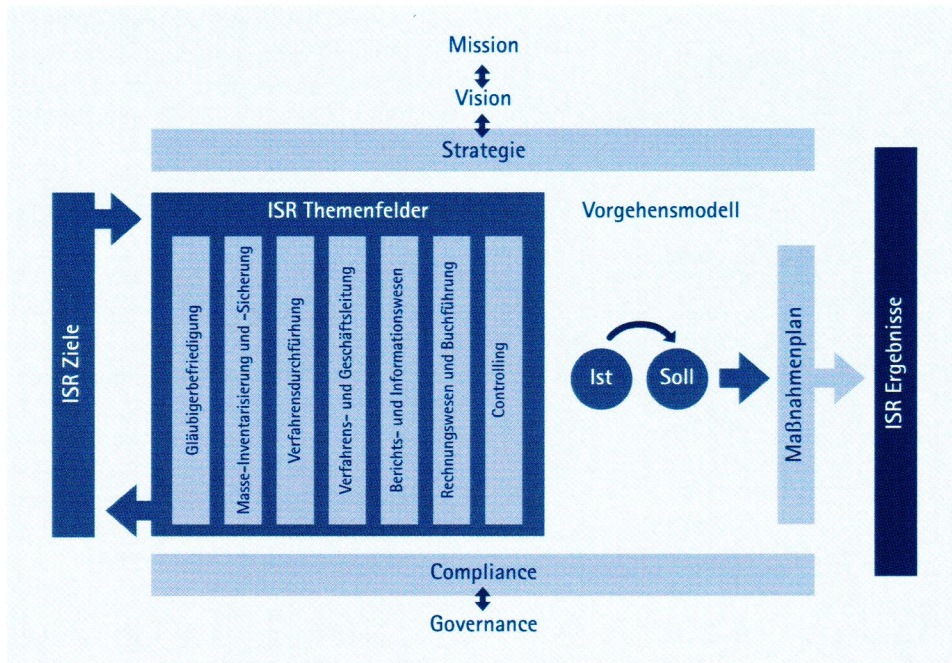 Mission
Vision
Strategie
ISR Ziele
ISR Themenfelder
Gläubigerbefriedigung
Masse-Inventarisierung und -Sicherung
Verfahrensdurchfürhung
Verfahrens- und Geschäftsleitung
Berichts- und Informationswesen
Rechnungswesen und Buchführung
Controlling
Vorgehensmodell
Ist
Soll
Maßnahmenplan
ISR Ergebnisse
Compliance
Governance